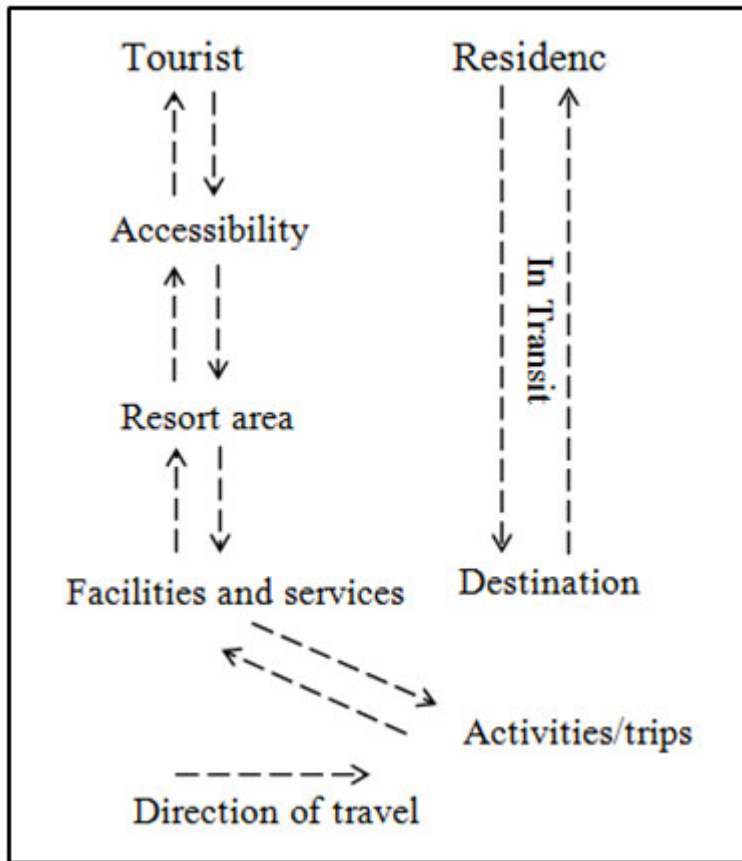 Tourist
Residenc
Accessibility
In Transit
Resort area
Facilities and services
Destination
Activities/trips
Direction of travel